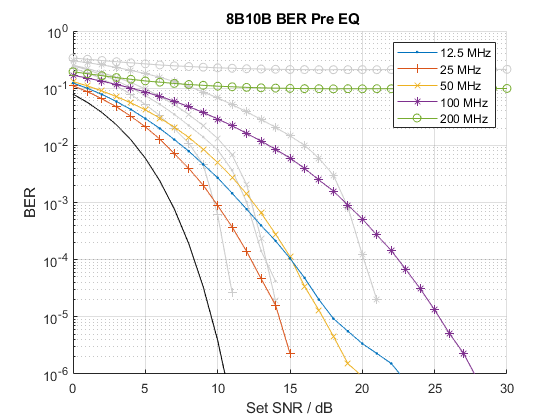 8B10B BER Pre EQ
10^0
10^-1
10^-2
10^-3
10^-4
10^-5
10^-6
BER
12.5 MHz
25 MHz
50 MHz
100 MHz
200 MHz
0 5 10 15 20 25 30
Set SNR / dB